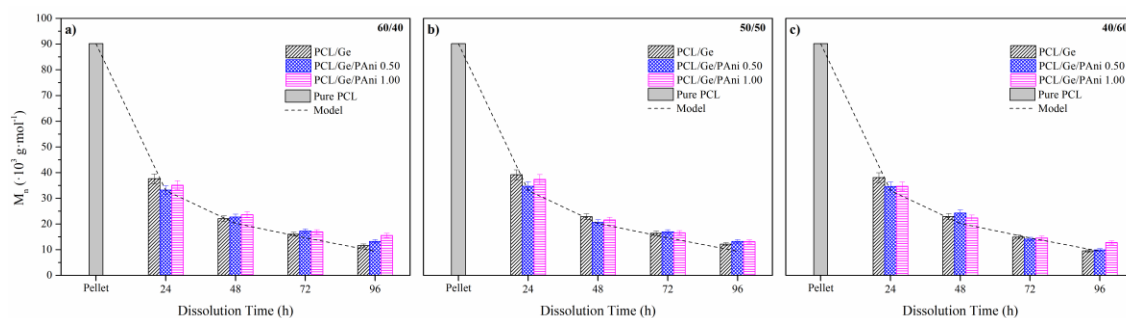 a)
60/40
PCL/Ge
PCL/Ge/PAni 0.50
PCL/Ge/PAni 1.00
Pure PCL
Model
100
90
80
70
60
50
40
30
20
10
0
Mₙ (·10³ g·mol⁻¹)
Pellet 24 48 72 96
Dissolution Time (h)
b)
50/50
PCL/Ge
PCL/Ge/PAni 0.50
PCL/Ge/PAni 1.00
Pure PCL
Model
Pellet 24 48 72 96
Dissolution Time (h)
c)
40/60
PCL/Ge
PCL/Ge/PAni 0.50
PCL/Ge/PAni 1.00
Pure PCL
Model
Pellet 24 48 72 96
Dissolution Time (h)